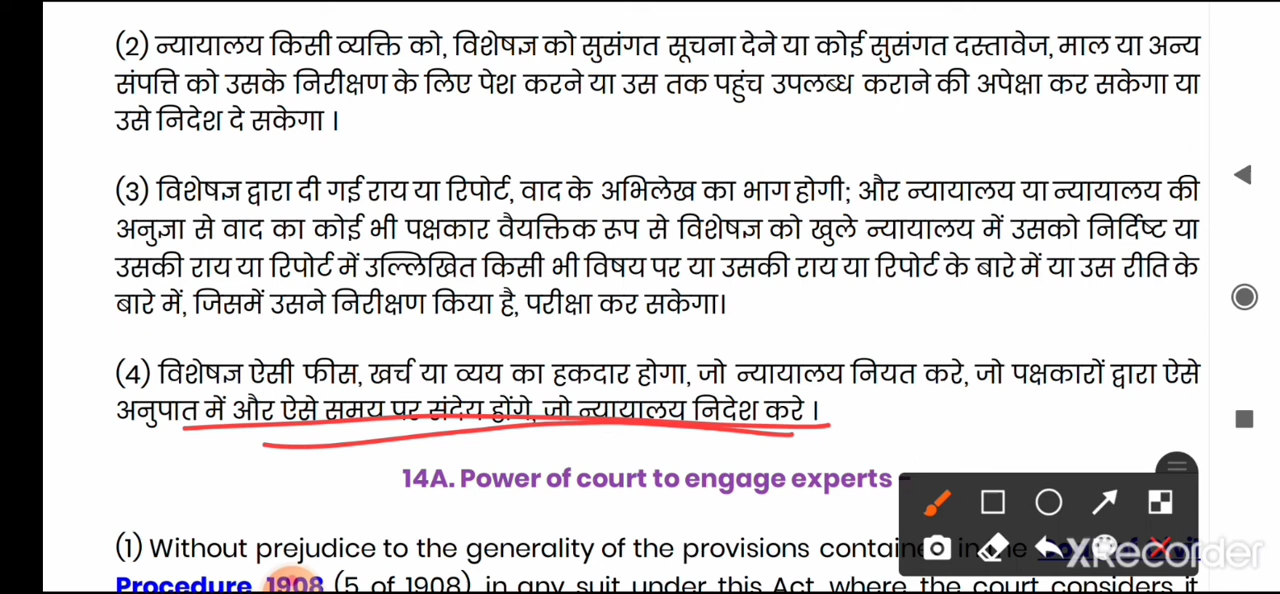 (2) न्यायालय किसी व्यक्ति को, विशेषज्ञ को सुसंगत सूचना देने या कोई सुसंगत दस्तावेज, माल या अन्य
संपत्ति को उसके निरीक्षण के लिए पेश करने या उस तक पहुंच उपलब्ध कराने की अपेक्षा कर सकेगा या
उसे निदेश दे सकेगा ।
(3) विशेषज्ञ द्वारा दी गई राय या रिपोर्ट, वाद के अभिलेख का भाग होगी; और न्यायालय या न्यायालय की
अनुज्ञा से वाद का कोई भी पक्षकार वैयक्तिक रूप से विशेषज्ञ को खुले न्यायालय में उसको निर्दिष्ट या
उसकी राय या रिपोर्ट में उल्लिखित किसी भी विषय पर या उसकी राय या रिपोर्ट के बारे में या उस रीति के
बारे में, जिसमें उसने निरीक्षण किया है, परीक्षा कर सकेगा।
(4) विशेषज्ञ ऐसी फीस, खर्च या व्यय का हकदार होगा, जो न्यायालय नियत करे, जो पक्षकारों द्वारा ऐसे
अनुपात में और ऐसे समय पर संदेय होंगे, जो न्यायालय निदेश करे ।
14A. Power of court to engage experts -
(1) Without prejudice to the generality of the provisions
Procedure 1908 (5 of 1908) in any suit under this Act where the court considers it
XRecorder